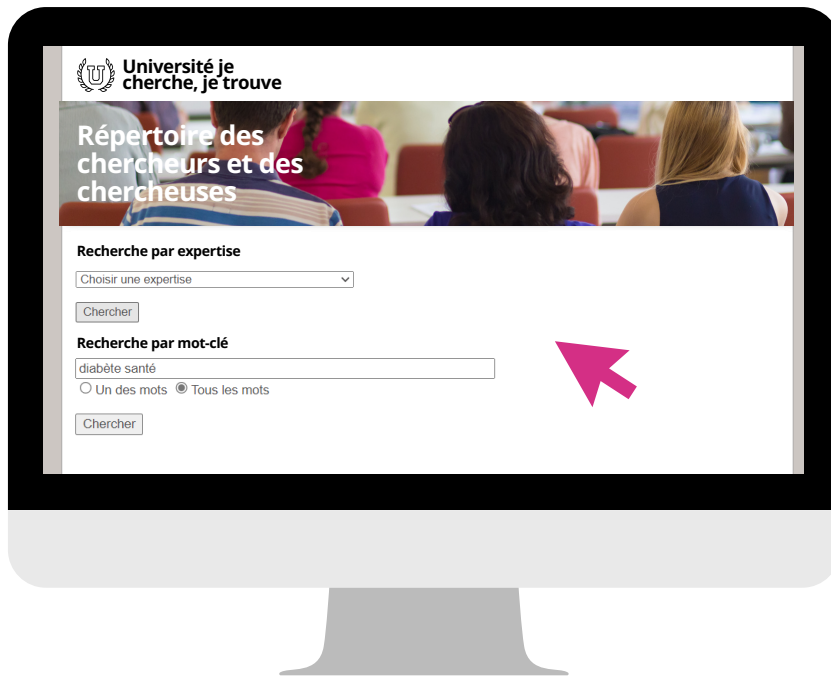 U
Université je
cherche, je trouve
Répertoire des
chercheurs et des
chercheuses
Recherche par expertise
Choisir une expertise
Chercher
Recherche par mot-clé
diabète santé
Un des mots Tous les mots
Chercher